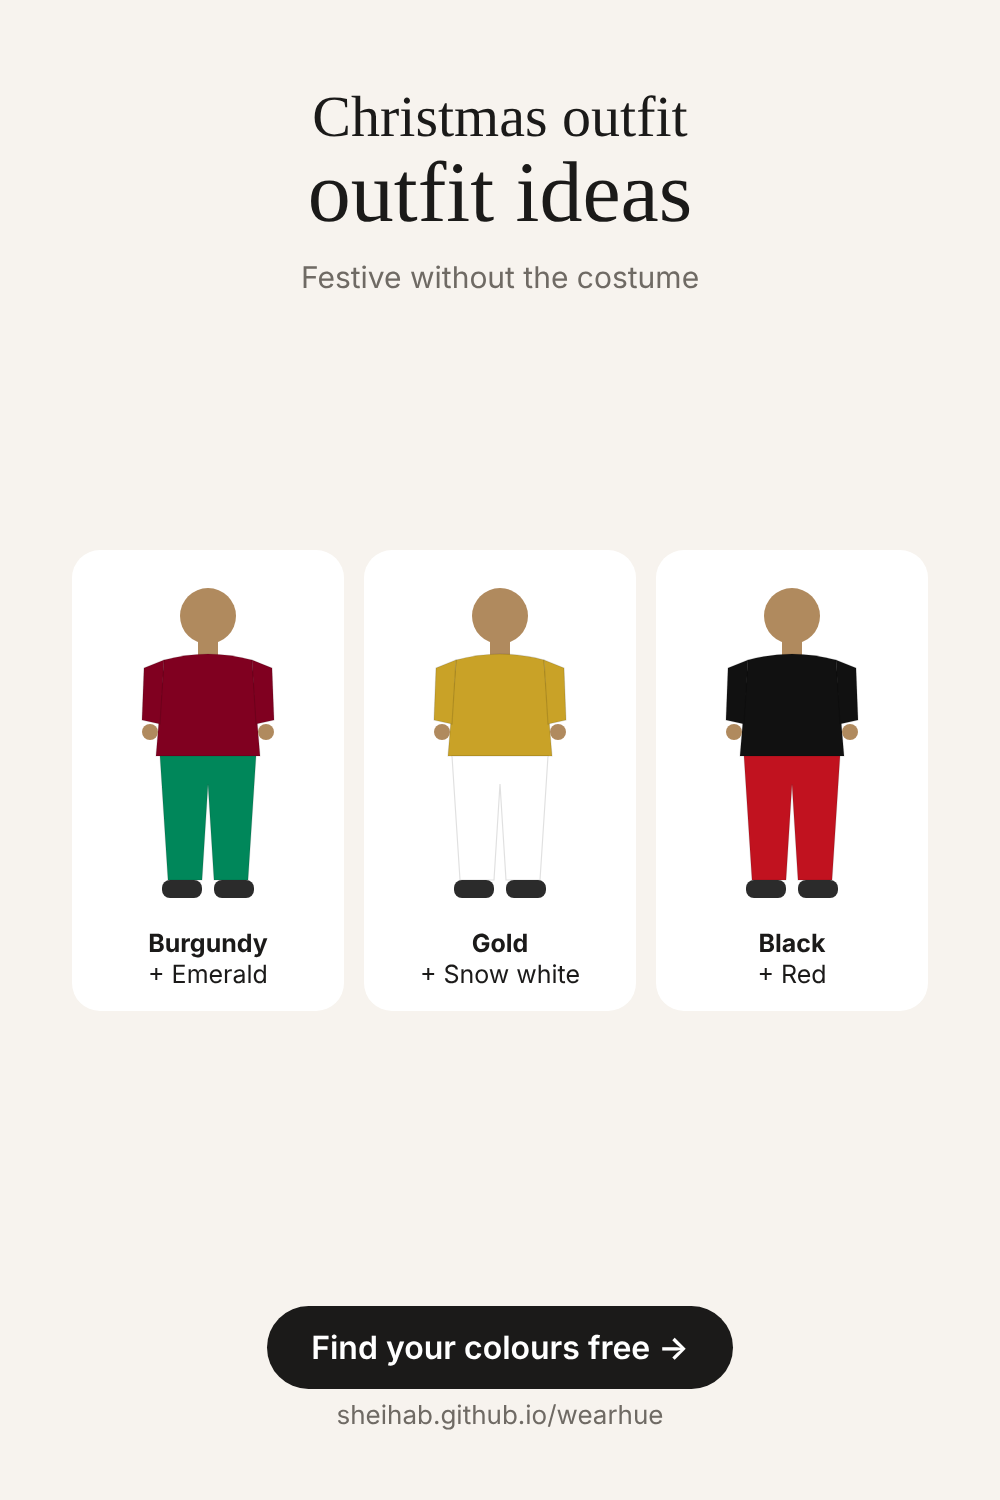 Christmas outfit
outfit ideas
Festive without the costume
Burgundy
+ Emerald
Gold
+ Snow white
Black
+ Red
Find your colours free →
sheihab.github.io/wearhue